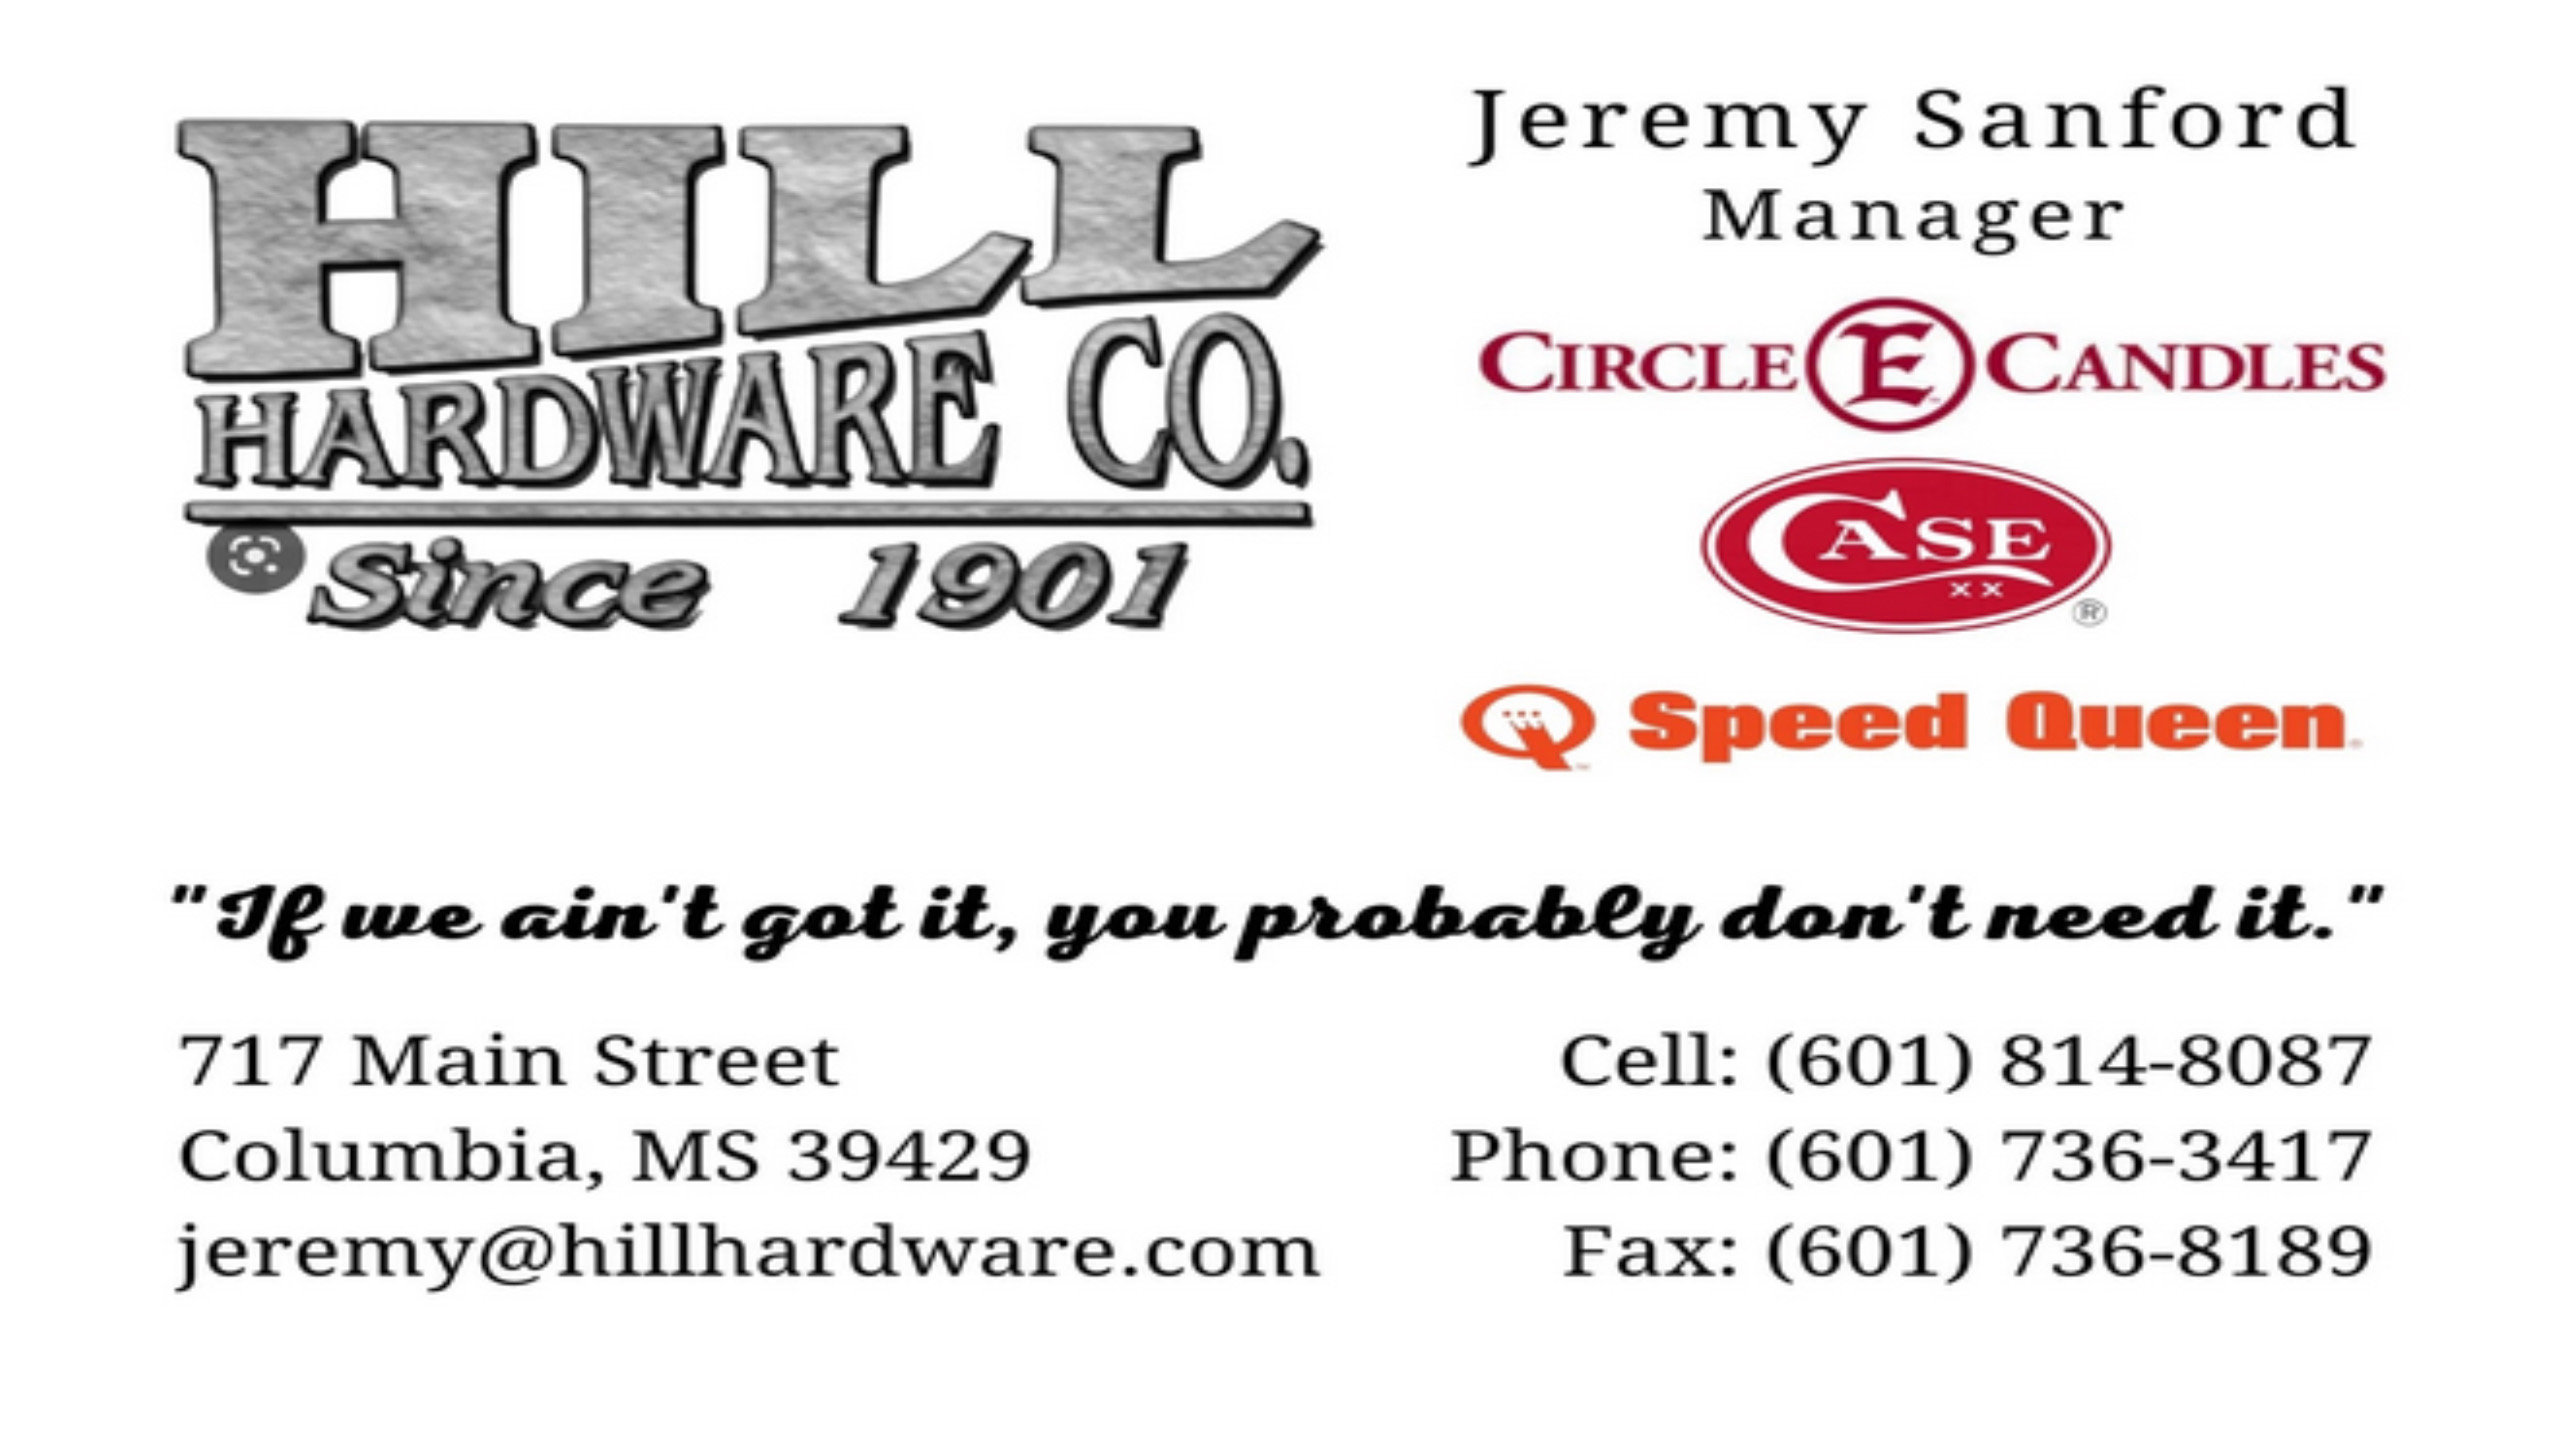 HILL
HARDWARE CO.
Since 1901
Jeremy Sanford
Manager
CIRCLE E CANDLES
CASE
XX
®
Q Speed Queen
"If we ain't got it, you probably don't need it."
717 Main Street
Columbia, MS 39429
jeremy@hillhardware.com
Cell: (601) 814-8087
Phone: (601) 736-3417
Fax: (601) 736-8189